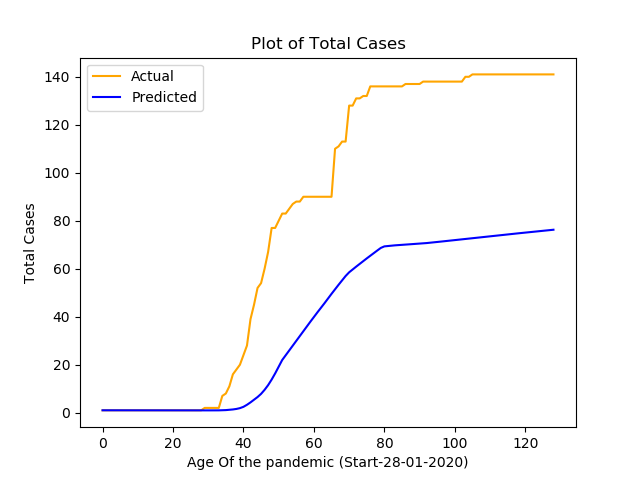 Plot of Total Cases
Actual
Predicted
140
120
100
80
60
40
20
0
Total Cases
0 20 40 60 80 100 120
Age Of the pandemic (Start-28-01-2020)